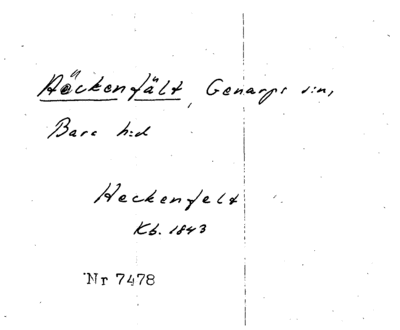 Häckenfält, Genarps sn,
Bara hd
Heckenfelt
Kb. 1843
Nr 7478